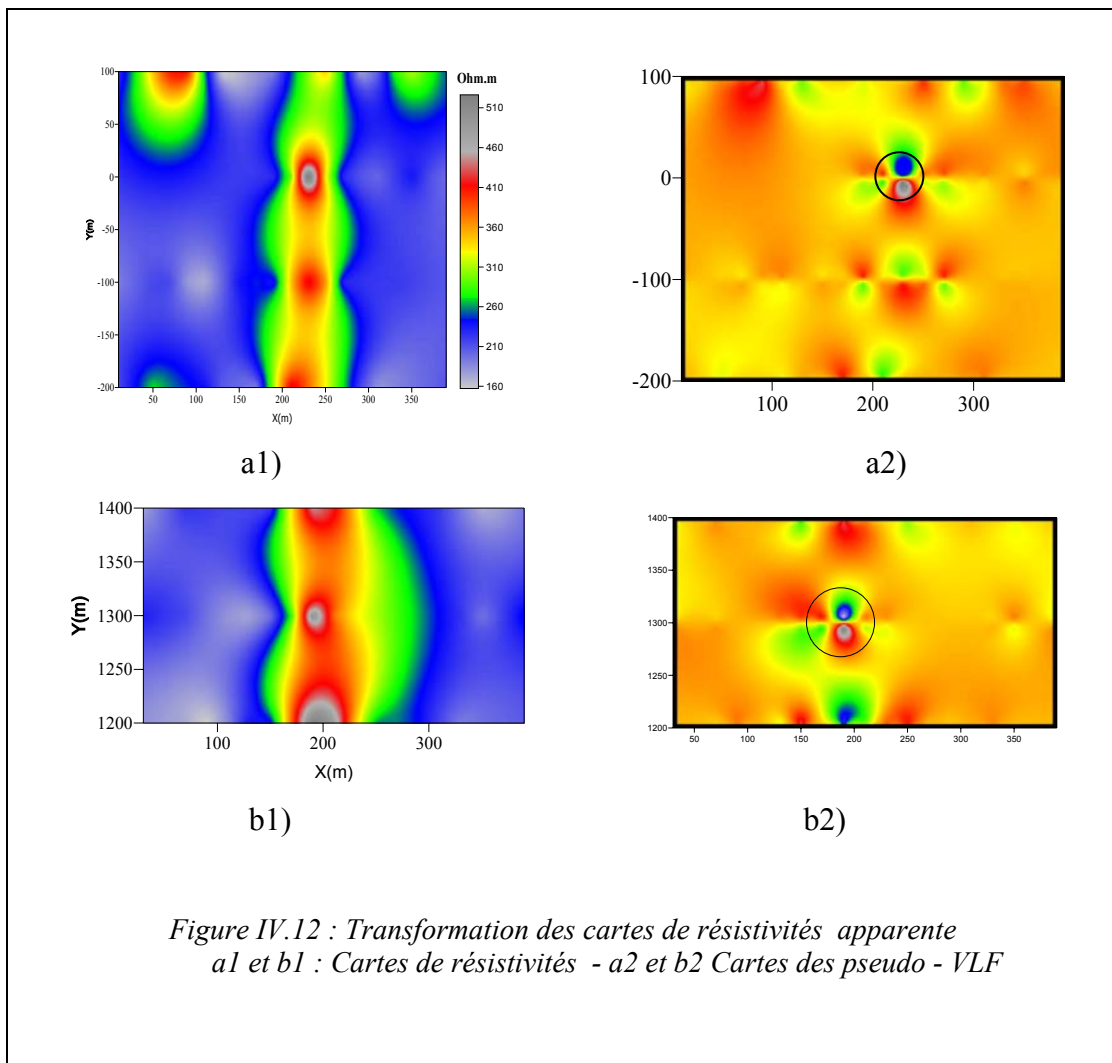 Ohm.m
100
50
0
-50
-100
-150
-200
Y(m)
50 100 150 200 250 300 350
X(m)
510
460
410
360
310
260
210
160
a1)
100
0
-100
-200
100 200 300
a2)
1400
1300
1200
Y(m)
100 200 300
X(m)
b1)
1400
1350
1300
1250
1200
50 100 150 200 250 300 350
b2)
Figure IV.12 : Transformation des cartes de résistivités apparente
a1 et b1 : Cartes de résistivités - a2 et b2 Cartes des pseudo - VLF